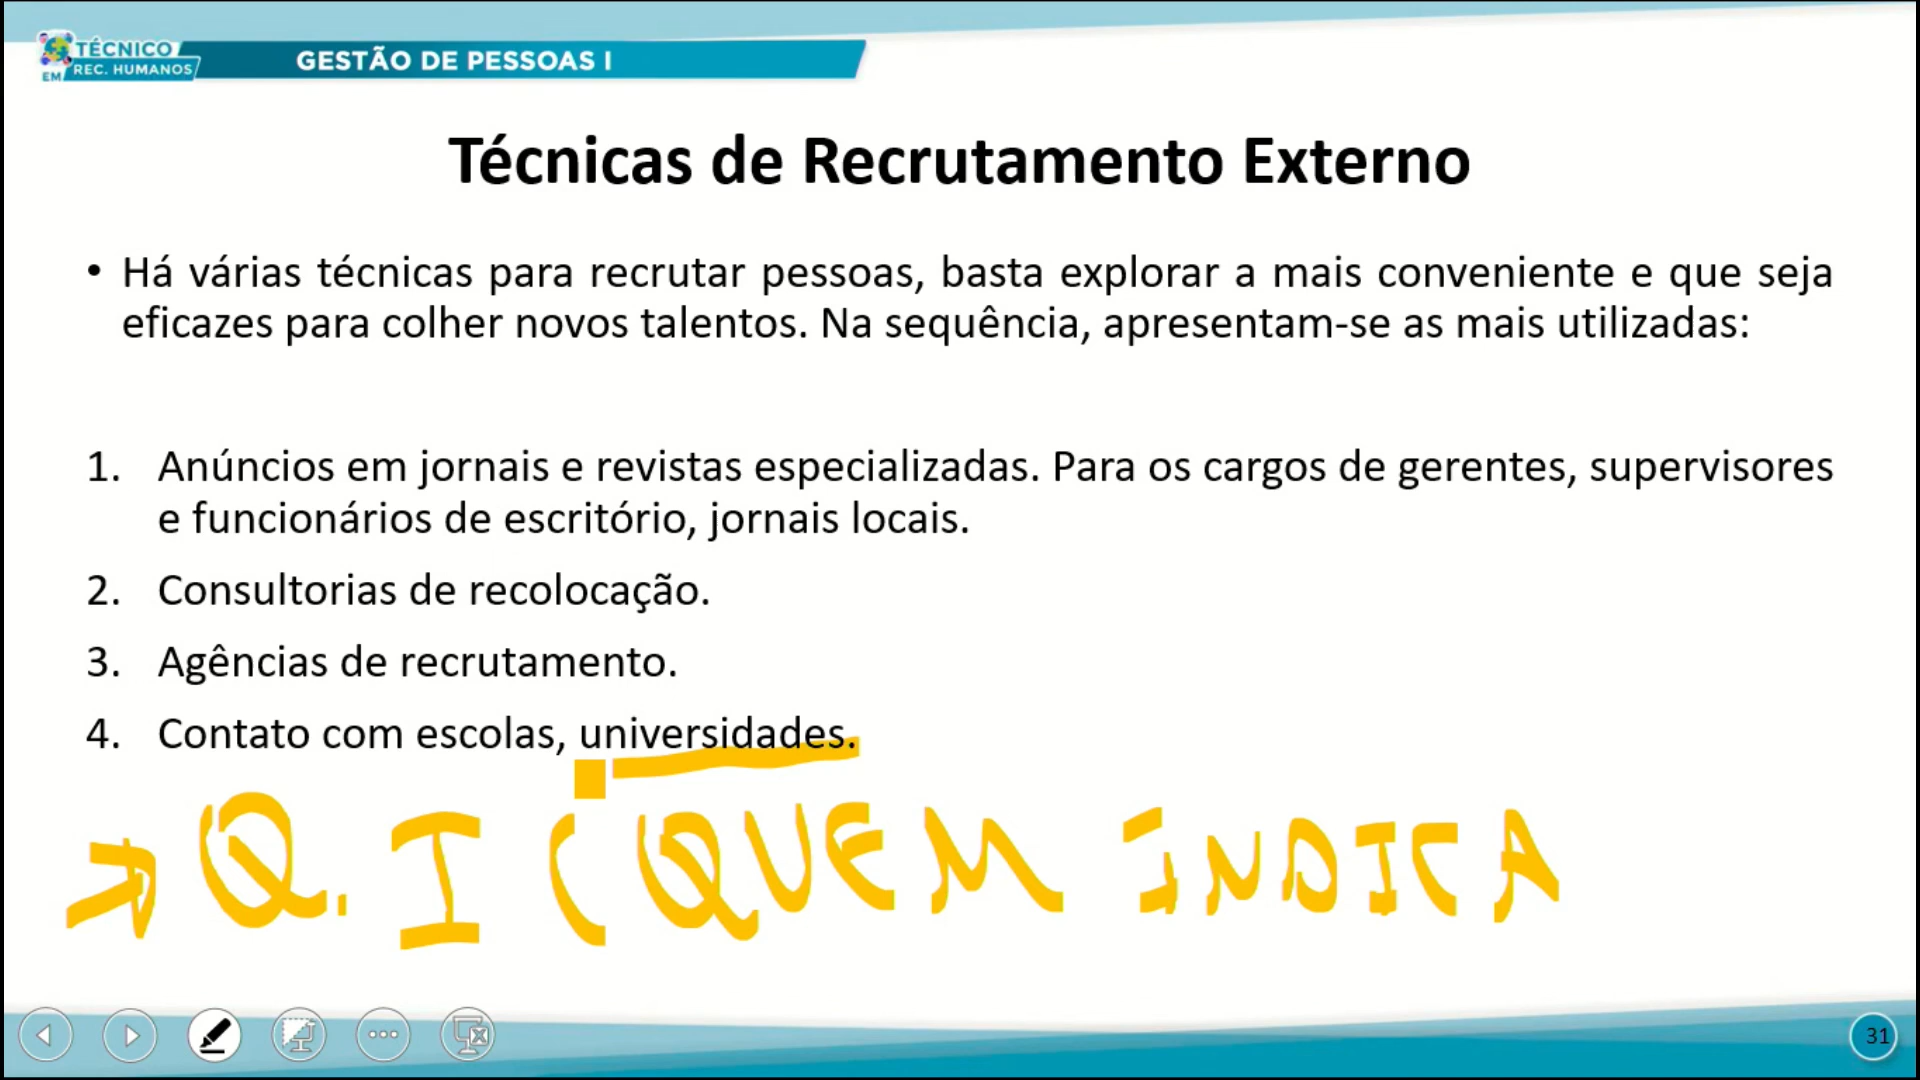 TÉCNICO
EM REC. HUMANOS
GESTÃO DE PESSOAS I
Técnicas de Recrutamento Externo
• Há várias técnicas para recrutar pessoas, basta explorar a mais conveniente e que seja
eficazes para colher novos talentos. Na sequência, apresentam-se as mais utilizadas:
1. Anúncios em jornais e revistas especializadas. Para os cargos de gerentes, supervisores
e funcionários de escritório, jornais locais.
2. Consultorias de recolocação.
3. Agências de recrutamento.
4. Contato com escolas, universidades.
Q. I (QUEM INDICA
31